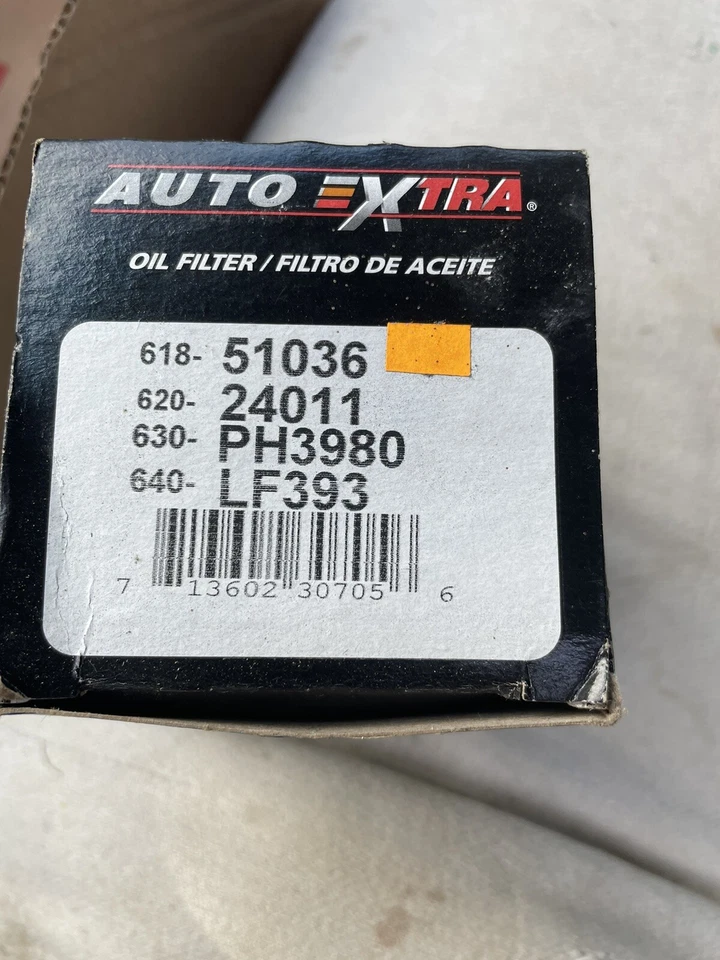 AUTO EXTRA®
OIL FILTER / FILTRO DE ACEITE
618- 51036
620- 24011
630- PH3980
640- LF393
7 13602 30705 6